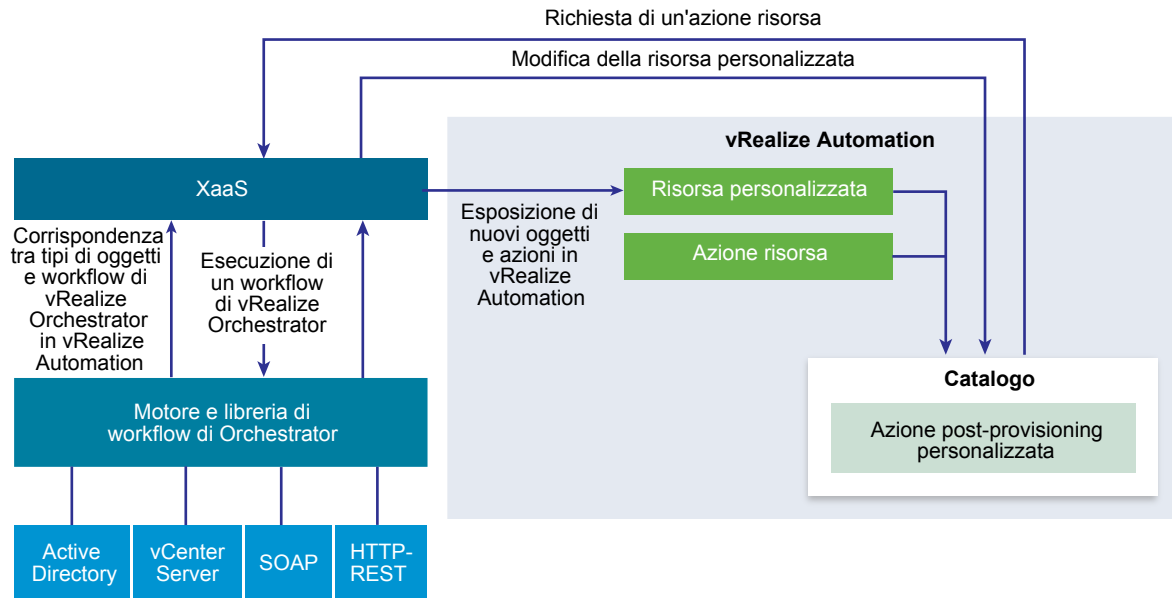 Richiesta di un'azione risorsa
Modifica della risorsa personalizzata
vRealize Automation
XaaS
Risorsa personalizzata
Azione risorsa
Esposizione di
nuovi oggetti
e azioni in
vRealize
Automation
Corrispondenza
tra tipi di oggetti
e workflow di
vRealize
Orchestrator
in vRealize
Automation
Esecuzione di
un workflow
di vRealize
Orchestrator
Catalogo
Azione post-provisioning
personalizzata
Motore e libreria di
workflow di Orchestrator
Active
Directory
vCenter
Server
SOAP
HTTP-
REST